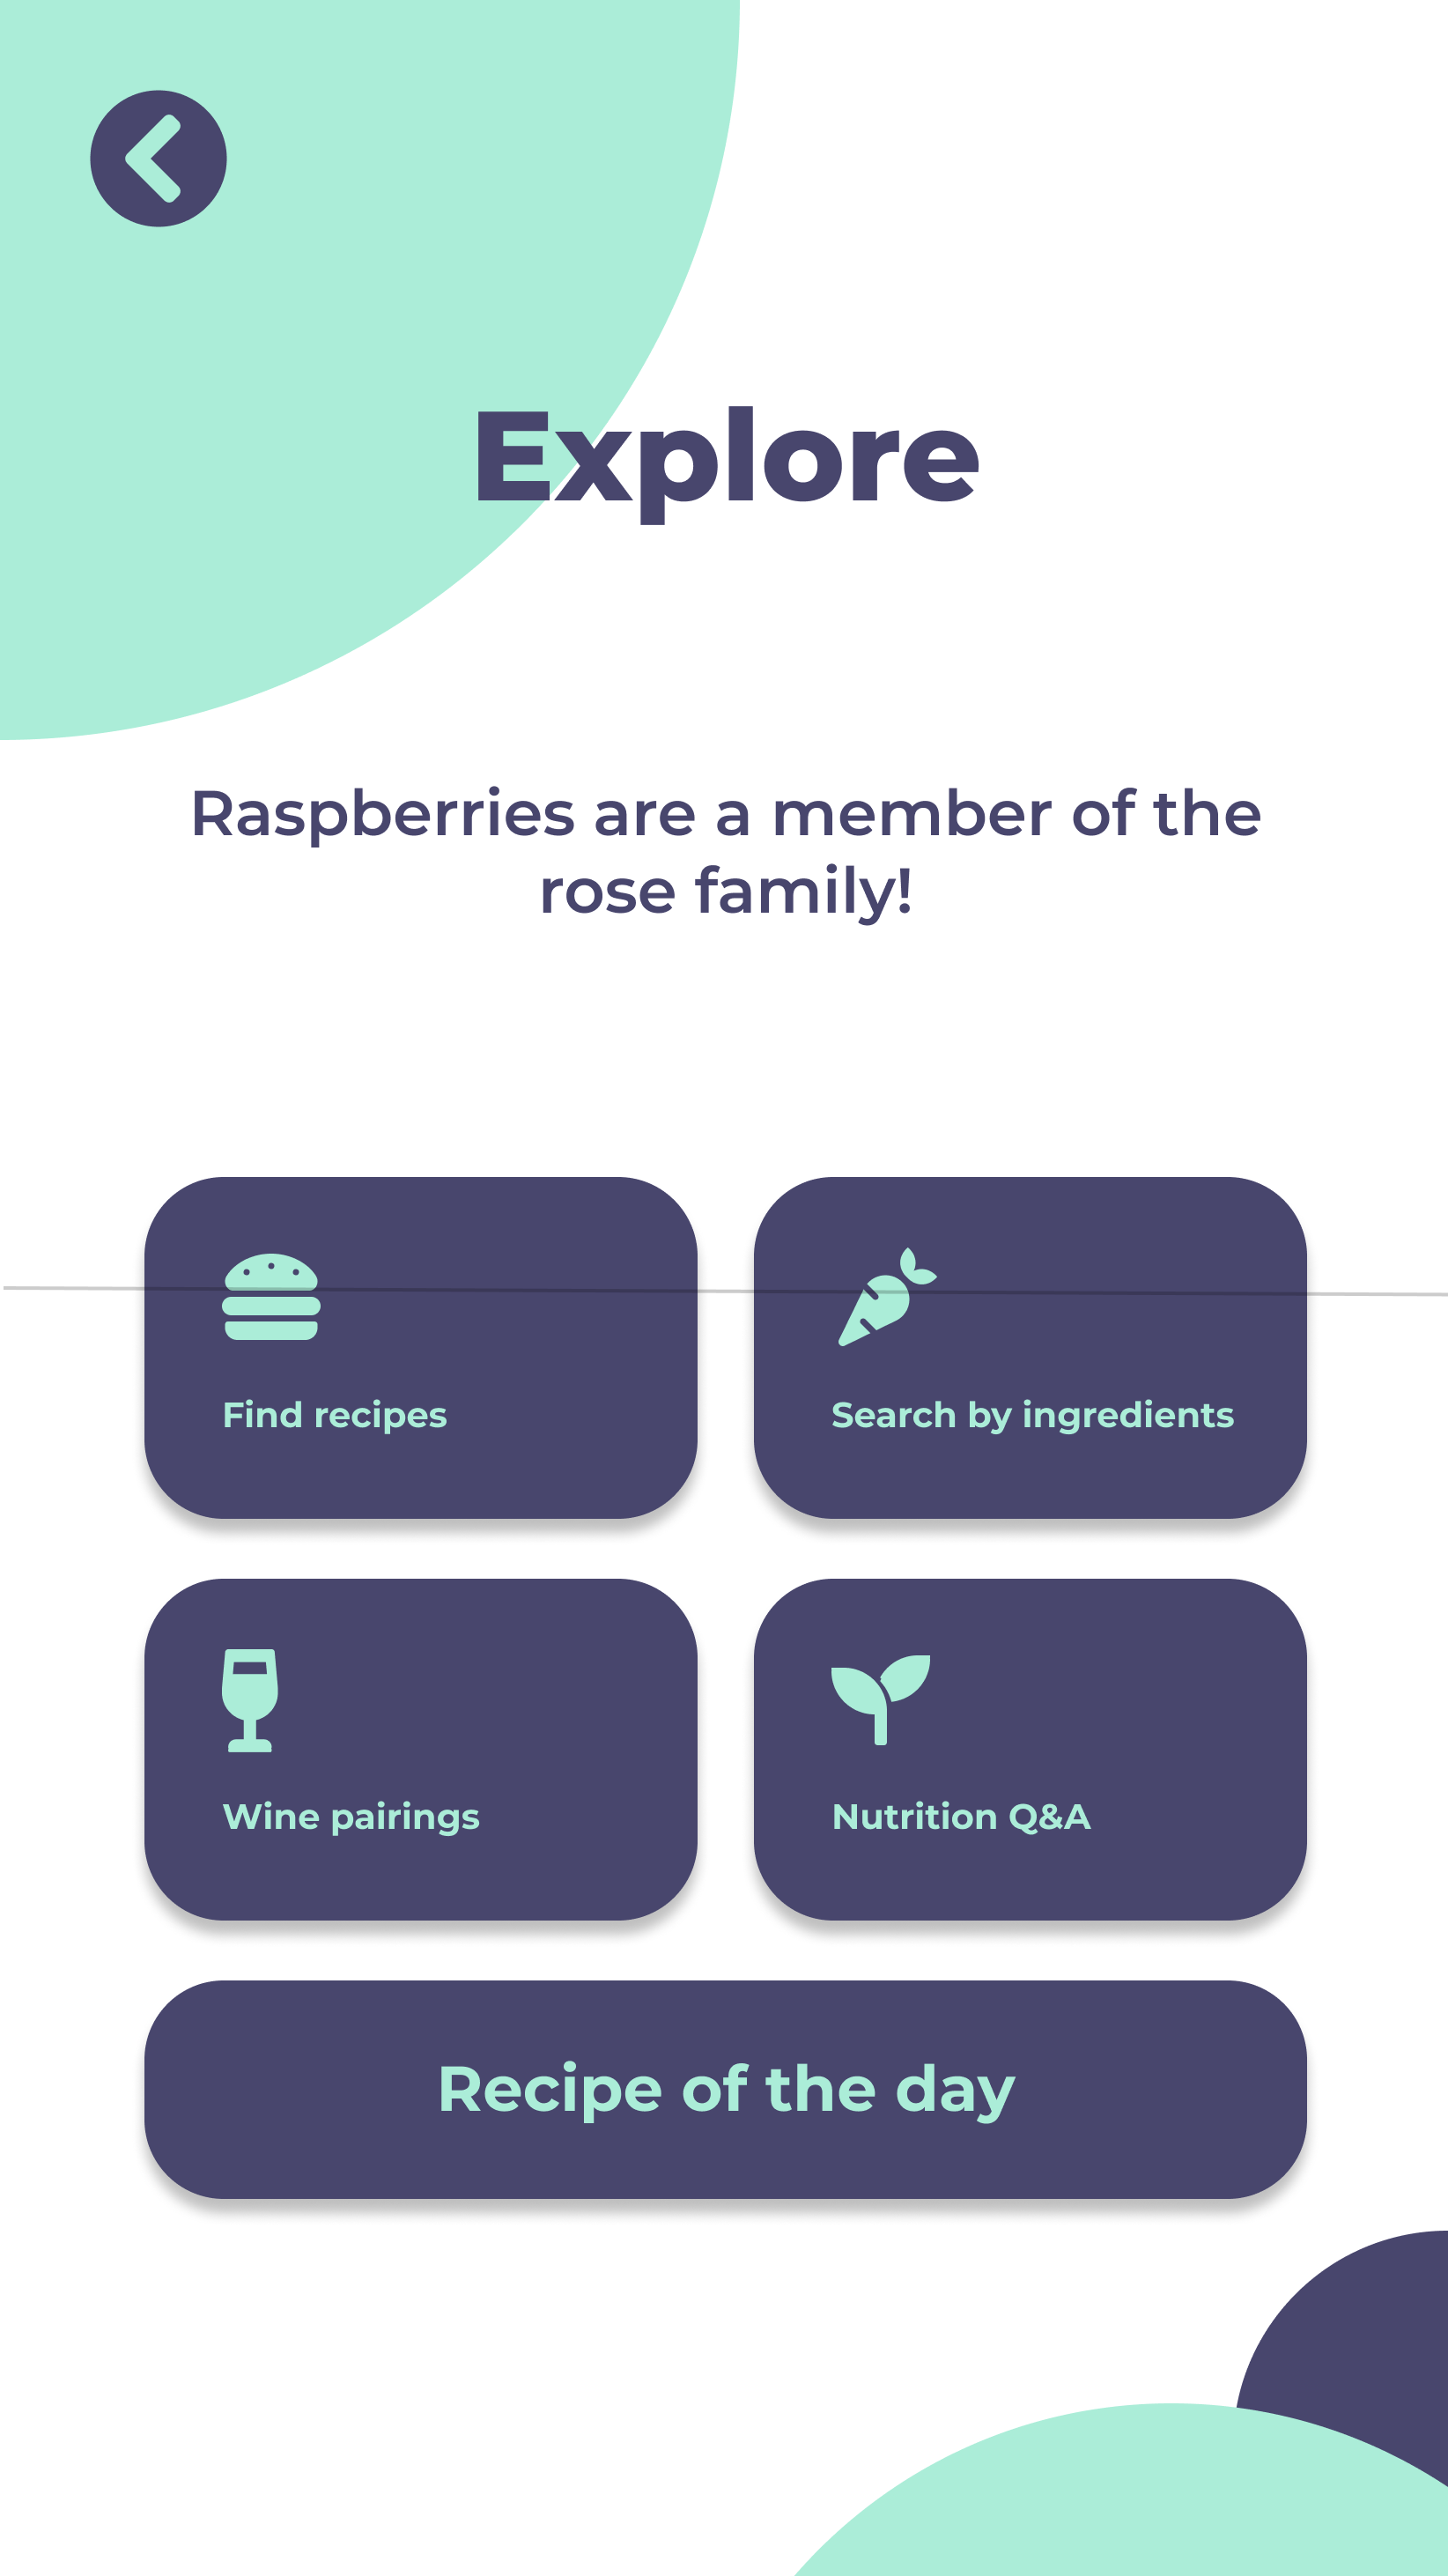 Explore
Raspberries are a member of the
rose family!
Find recipes
Search by ingredients
Wine pairings
Nutrition Q&A
Recipe of the day